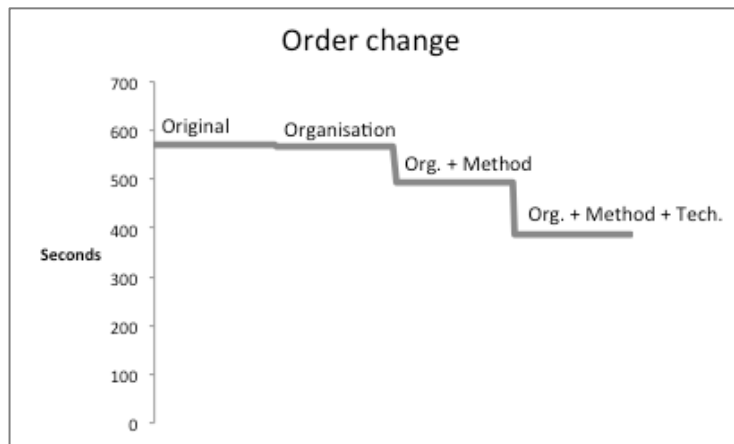 Order change
700
600
Original
Organisation
Org. + Method
500
Org. + Method + Tech.
400
Seconds
300
200
100
0